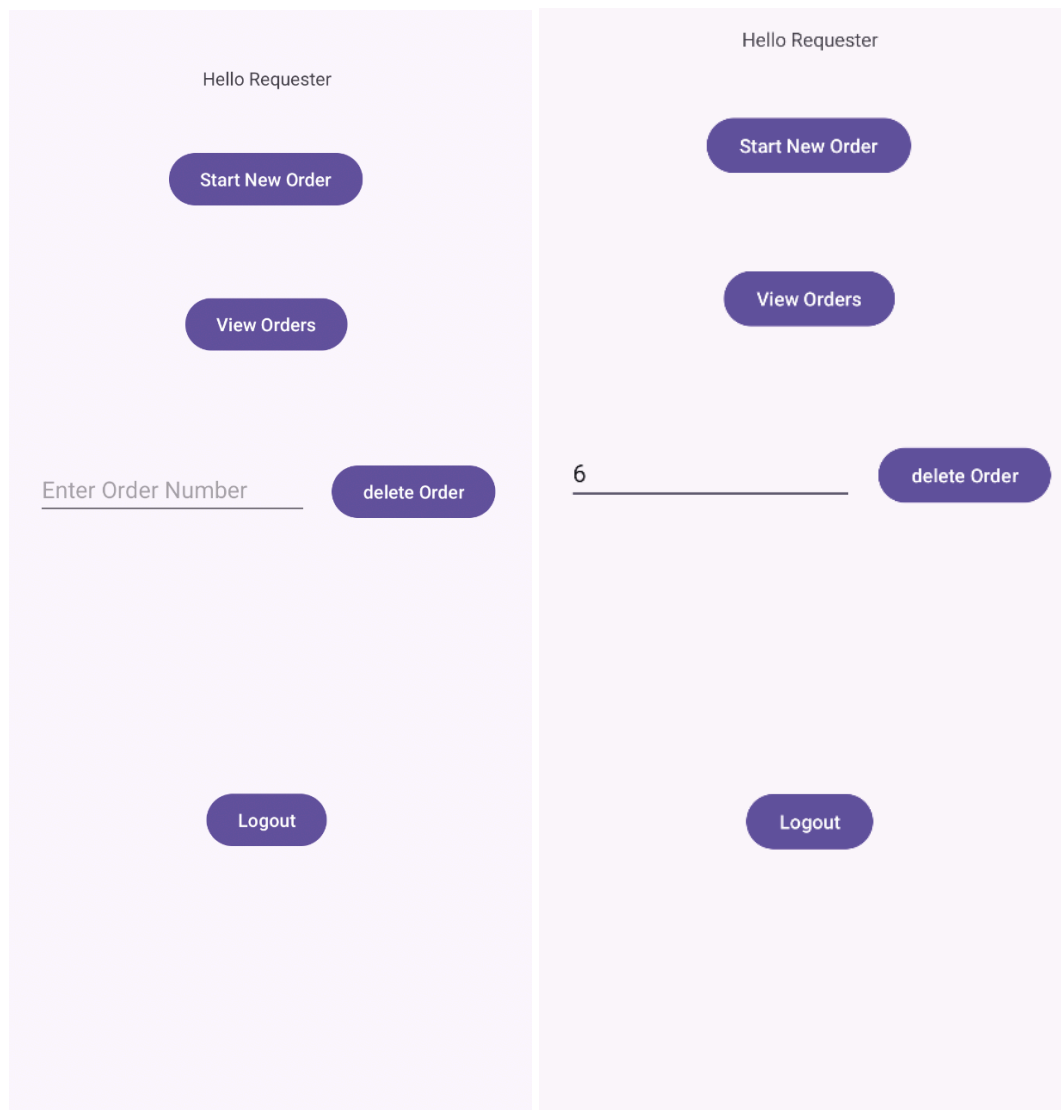 Hello Requester
Start New Order
View Orders
Enter Order Number
delete Order
Logout
Hello Requester
Start New Order
View Orders
6
delete Order
Logout